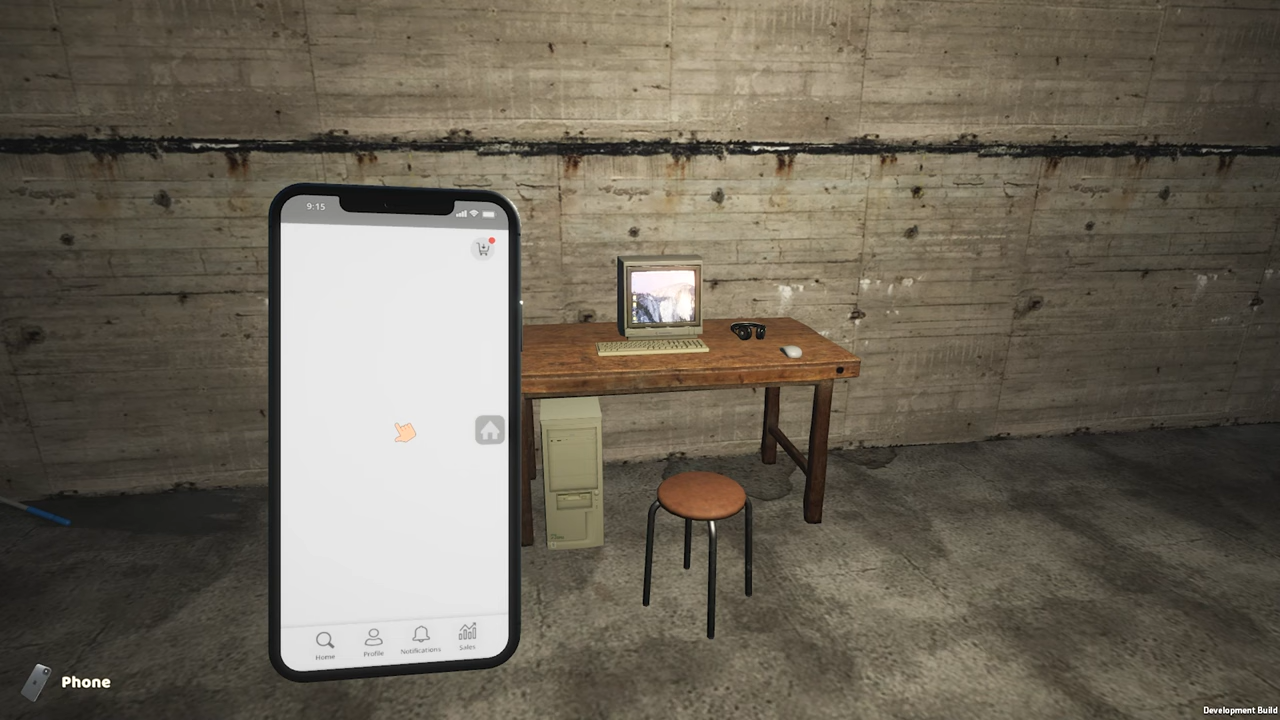 9:15
Home
Profile
Notifications
Sales
Phone
Development Build